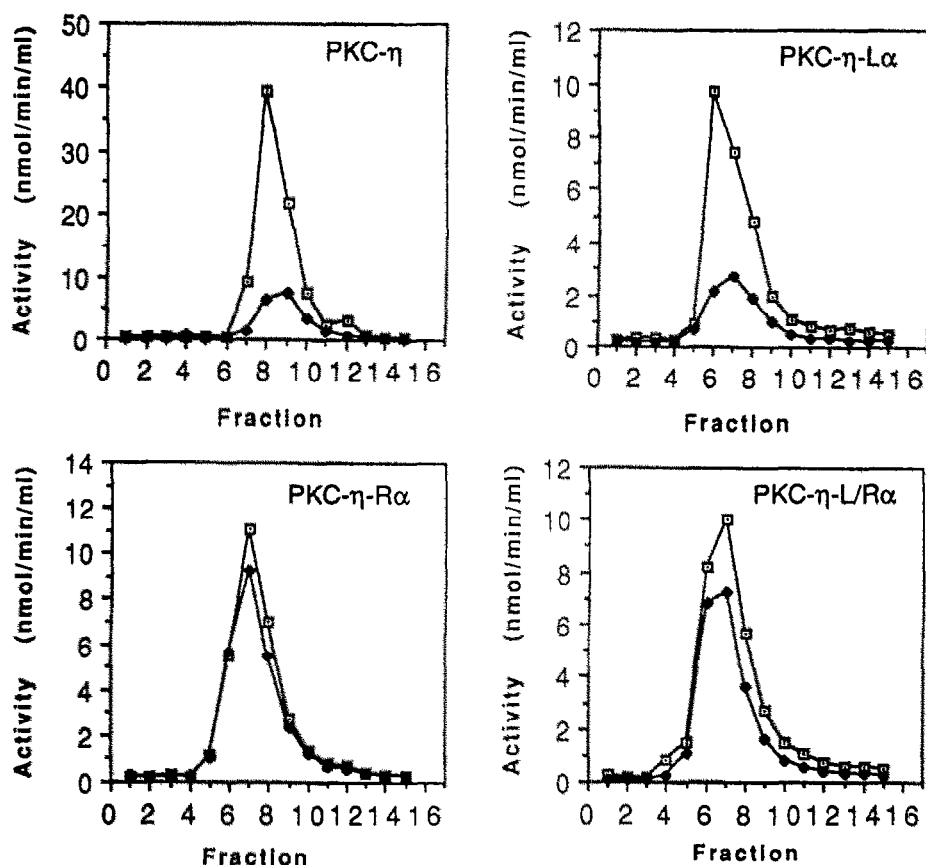 PKC-η
Activity (nmol/min/ml)
50
40
30
20
10
0
0 2 4 6 8 10 12 14 16
Fraction
PKC-η-Lα
Activity (nmol/min/ml)
12
10
8
6
4
2
0
0 2 4 6 8 10 12 14 16
Fraction
PKC-η-Rα
Activity (nmol/min/ml)
14
12
10
8
6
4
2
0
0 2 4 6 8 10 12 14 16
Fraction
PKC-η-L/Rα
Activity (nmol/min/ml)
12
10
8
6
4
2
0
0 2 4 6 8 10 12 14 16
Fraction